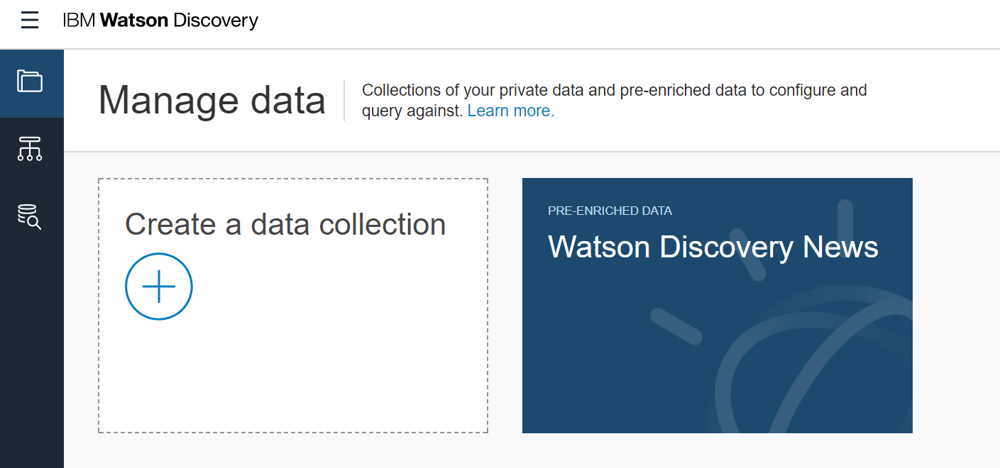 IBM Watson Discovery
Manage data
Collections of your private data and pre-enriched data to configure and
query against. Learn more.
Create a data collection
PRE-ENRICHED DATA
Watson Discovery News